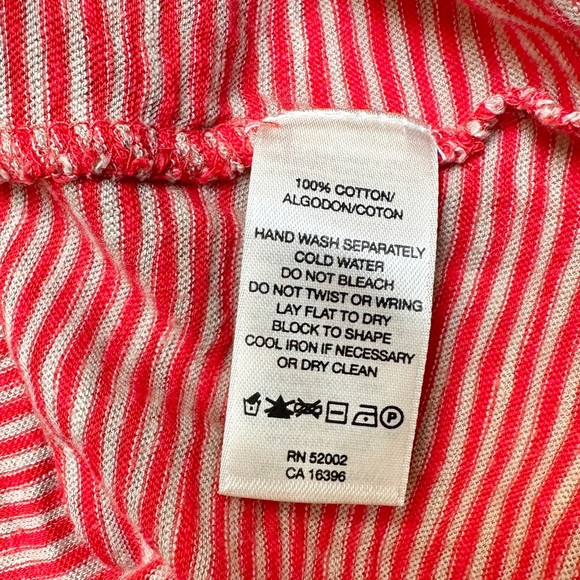 100% COTTON/
ALGODON/COTON
HAND WASH SEPARATELY
COLD WATER
DO NOT BLEACH
DO NOT TWIST OR WRING
LAY FLAT TO DRY
BLOCK TO SHAPE
COOL IRON IF NECESSARY
OR DRY CLEAN
P
RN 52002
CA 16396